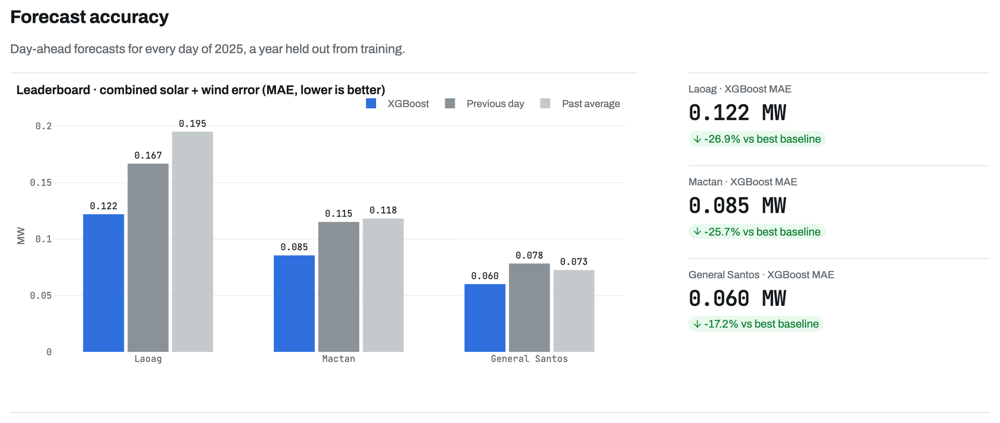 Forecast accuracy
Day-ahead forecasts for every day of 2025, a year held out from training.
Leaderboard · combined solar + wind error (MAE, lower is better)
XGBoost Previous day Past average
MW
0.2
0.15
0.1
0.05
0
0.122
0.167
0.195
0.085
0.115
0.118
0.060
0.078
0.073
Laoag
Mactan
General Santos
Laoag · XGBoost MAE
0.122 MW
↓ -26.9% vs best baseline
Mactan · XGBoost MAE
0.085 MW
↓ -25.7% vs best baseline
General Santos · XGBoost MAE
0.060 MW
↓ -17.2% vs best baseline